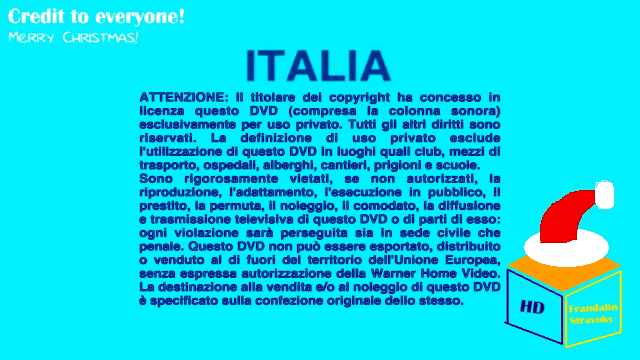 Credit to everyone!
MERRY CHRISTMAS!
ITALIA
ATTENZIONE: Il titolare dei copyright ha concesso in
licenza questo DVD (compresa la colonna sonora)
esclusivamente per uso privato. Tutti gli altri diritti sono
riservati. La definizione di uso privato esclude
l'utilizzazione di questo DVD in luoghi quali club, mezzi di
trasporto, ospedali, alberghi, cantieri, prigioni e scuole.
Sono rigorosamente vietati, se non autorizzati, la
riproduzione, l'adattamento, l'esecuzione in pubblico, il
prestito, la permuta, il noleggio, il comodato, la diffusione
e trasmissione televisiva di questo DVD o di parti di esso:
ogni violazione sarà perseguita sia in sede civile che
penale. Questo DVD non può essere esportato, distribuito
o venduto al di fuori del territorio dell'Unione Europea,
senza espressa autorizzazione della Warner Home Video.
La destinazione alla vendita e/o al noleggio di questo DVD
è specificato sulla confezione originale dello stesso.
HD
Frandalin
Stravoky